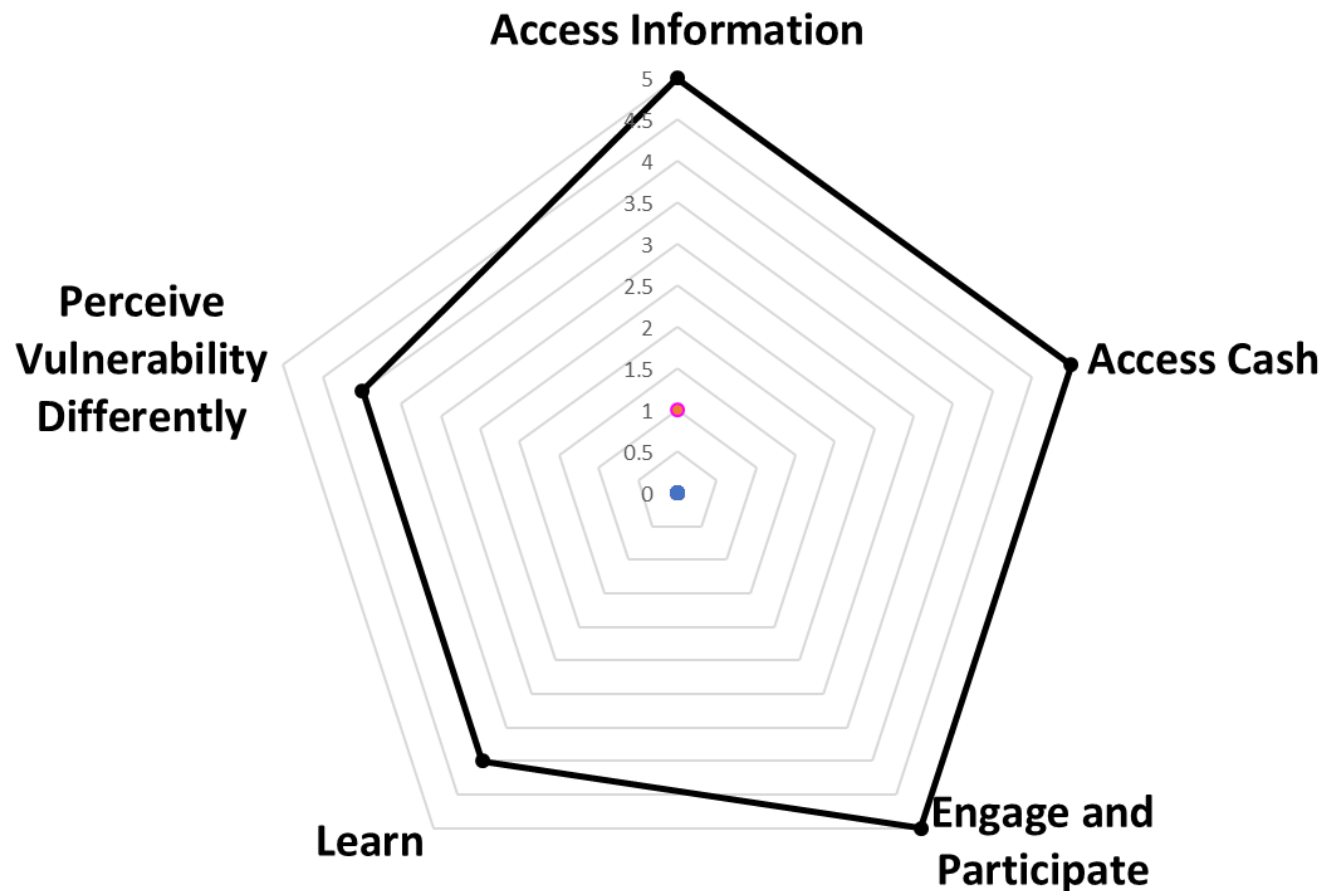 Access Information
5
4.5
4
3.5
3
2.5
2
1.5
1
0.5
0
Perceive
Vulnerability
Differently
Access Cash
Learn
Engage and
Participate